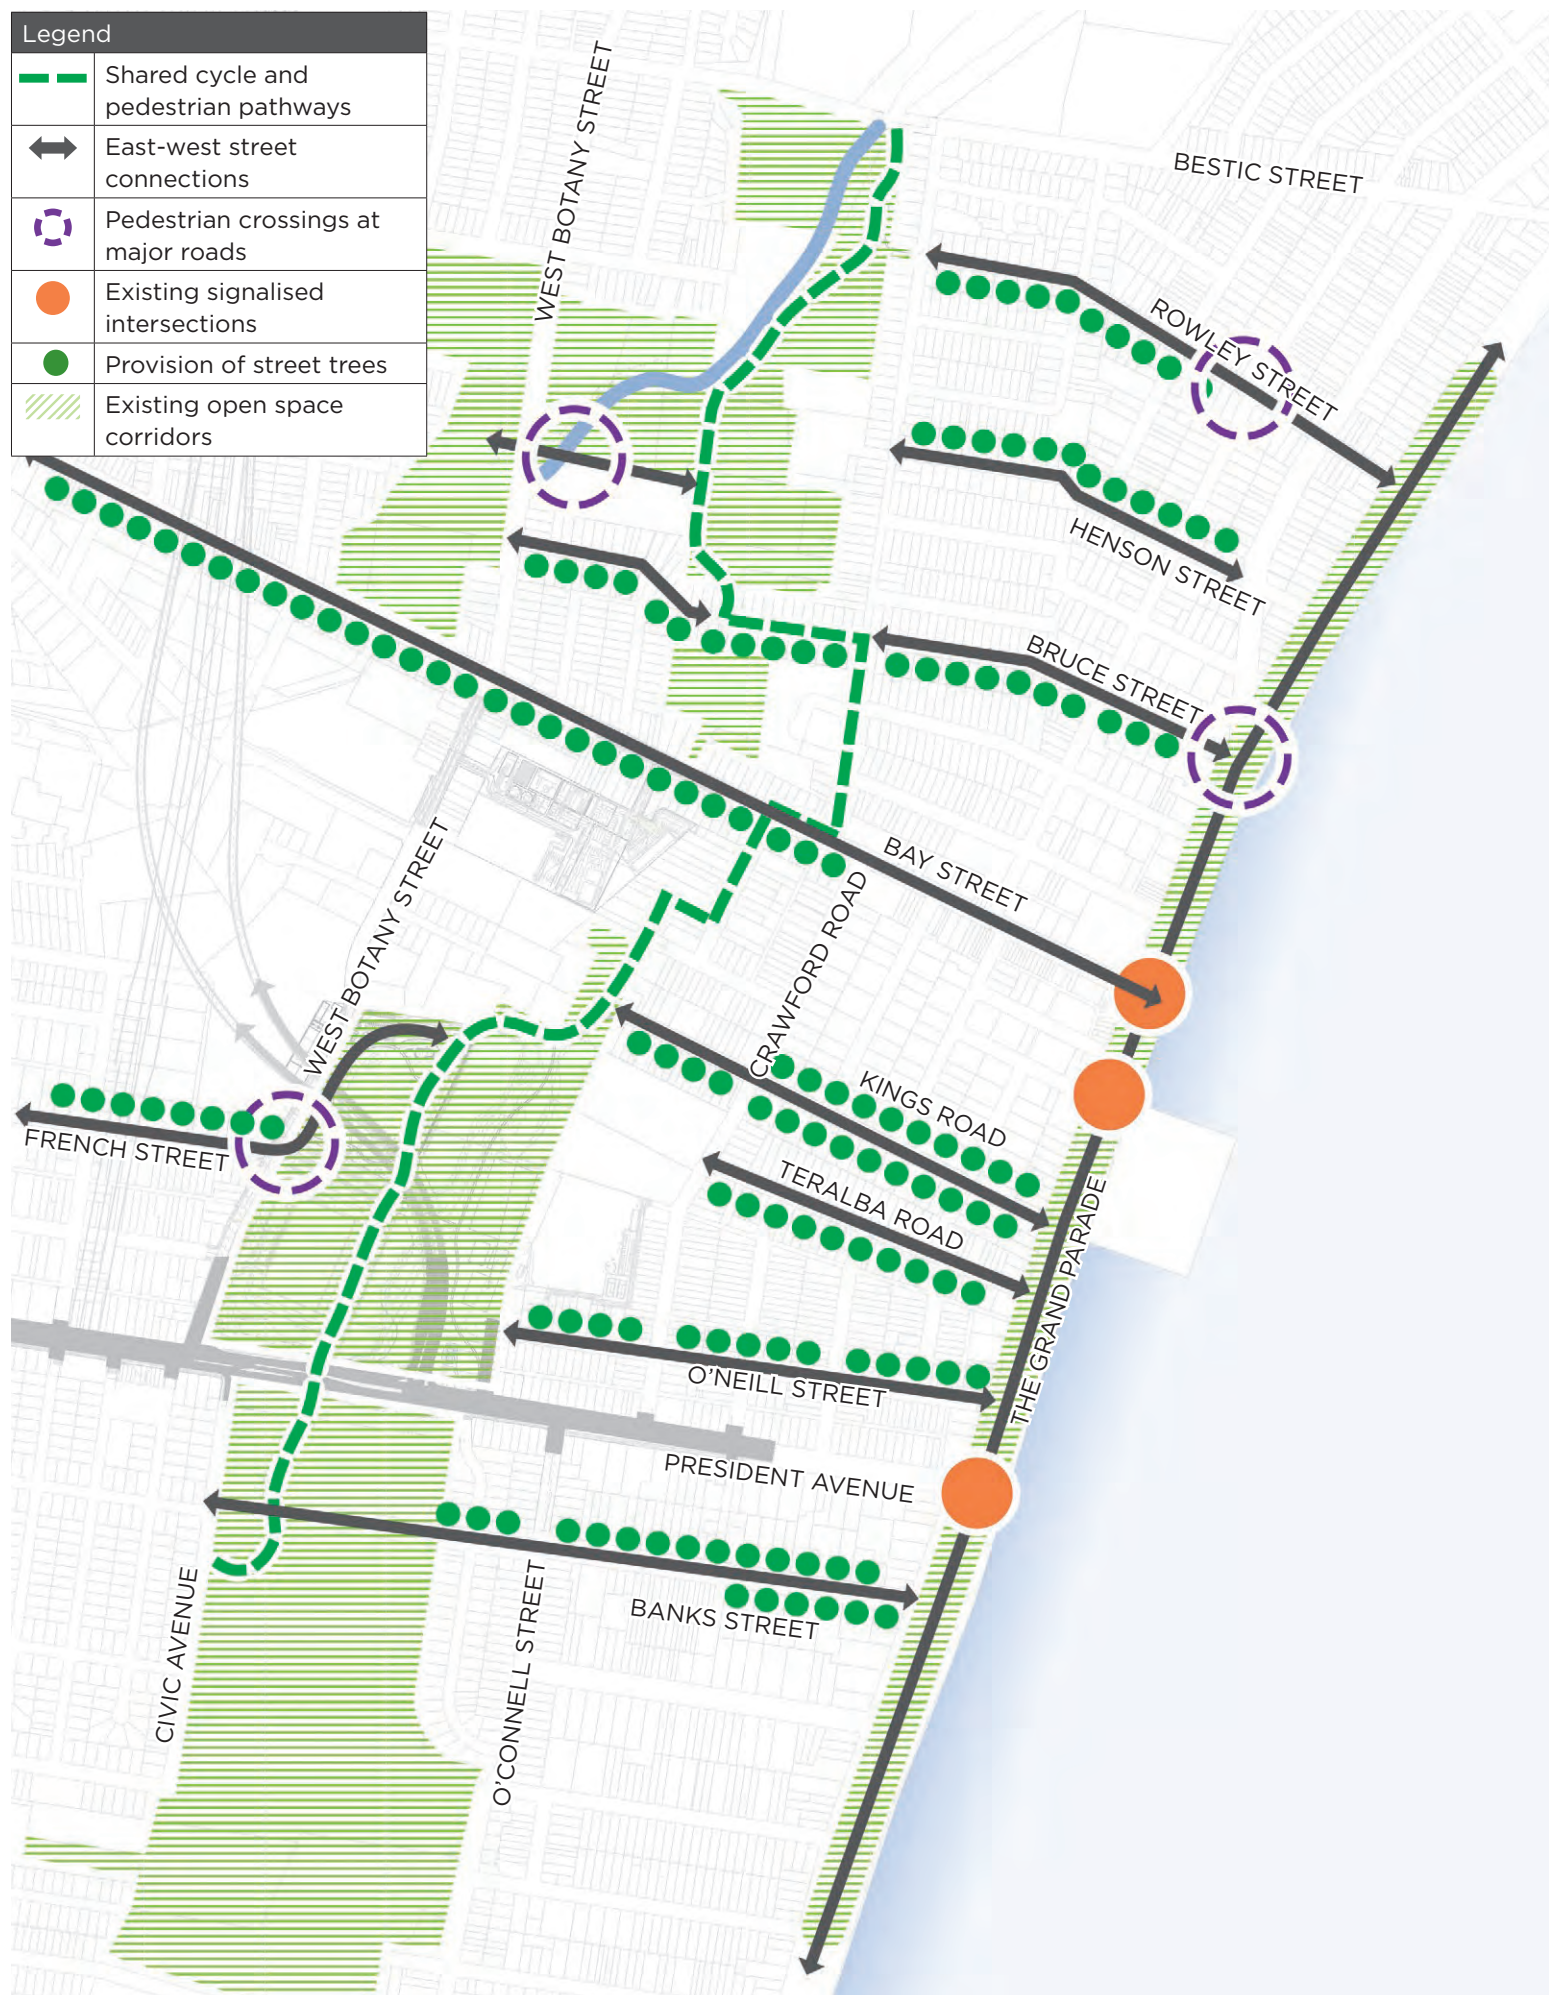 Legend
Shared cycle and
pedestrian pathways
East-west street
connections
Pedestrian crossings at
major roads
Existing signalised
intersections
Provision of street trees
Existing open space
corridors
WEST BOTANY STREET
BESTIC STREET
ROWLEY STREET
HENSON STREET
BRUCE STREET
BAY STREET
WEST BOTANY STREET
CRAWFORD ROAD
KINGS ROAD
FRENCH STREET
TERALBA ROAD
THE GRAND PARADE
O'NEILL STREET
PRESIDENT AVENUE
BANKS STREET
CIVIC AVENUE
O'CONNELL STREET